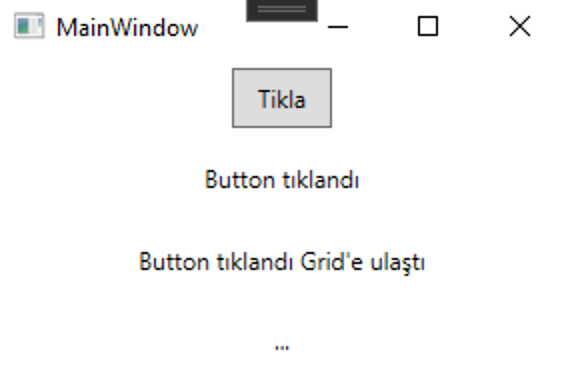 MainWindow
Tikla
Button tıklandı
Button tıklandı Grid'e ulaştı
...